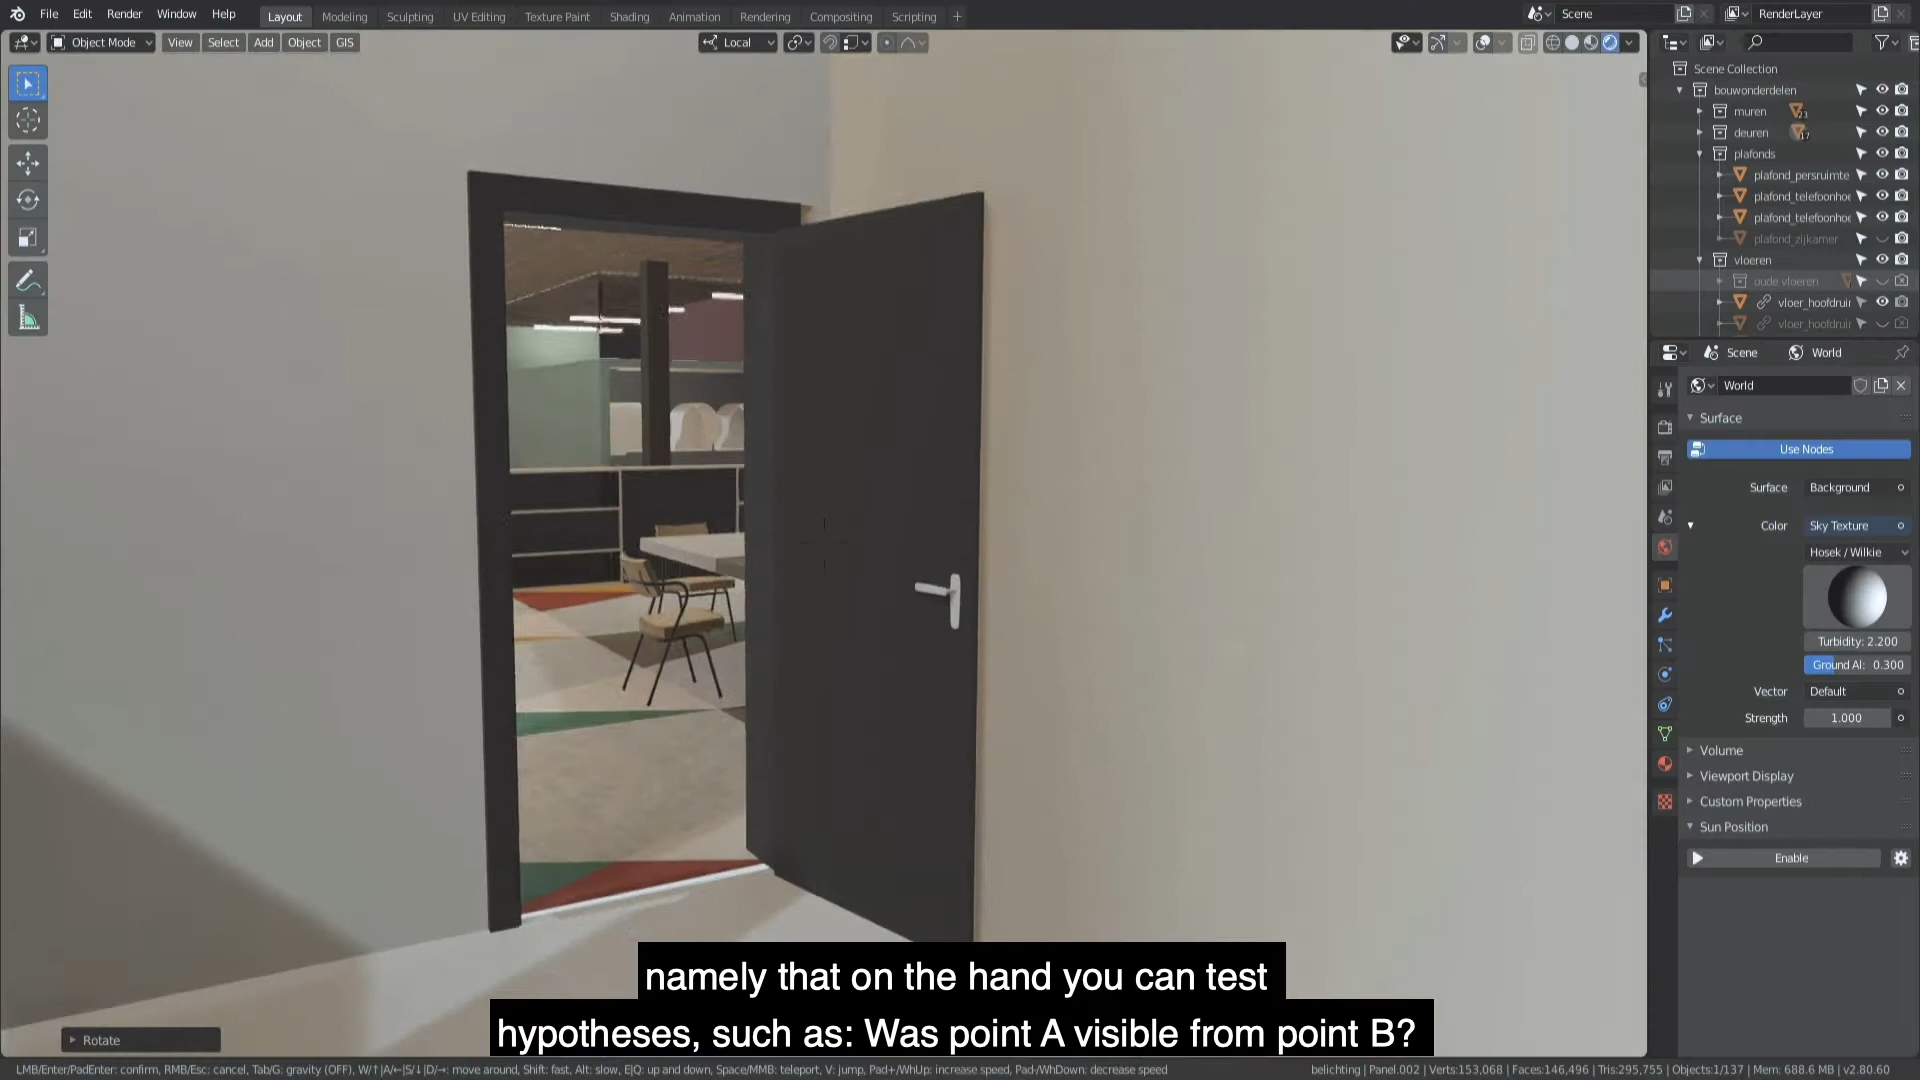 File Edit Render Window Help Layout Modeling Sculpting UV Editing Texture Paint Shading Animation Rendering Compositing Scripting + Scene RenderLayer
Object Mode View Select Add Object GIS Local
Scene Collection
bouwonderdelen
muren 23
deuren 17
plafonds
plafond_persruimte
plafond_telefoonhoe
plafond_telefoonhoe
plafond_zijkamer
vloeren
oude vloeren
vloer_hoofdruir
vloer_hoofdruir
Scene World
World
Surface
Use Nodes
Surface Background
Color Sky Texture
Hosek / Wilkie
Turbidity: 2.200
Ground Al: 0.300
Vector Default
Strength 1.000
Volume
Viewport Display
Custom Properties
Sun Position
Enable
namely that on the hand you can test
hypotheses, such as: Was point A visible from point B?
Rotate
LMB/Enter/PadEnter: confirm, RMB/Esc: cancel, Tab/G: gravity (OFF), W/↑|A/←|S/↓|D/→: move around, Shift: fast, Alt: slow, E|Q: up and down, Space/MMB: teleport, V: jump, Pad+/WhUp: increase speed, Pad-/WhDown: decrease speed belichting | Panel.002 | Verts:153,068 | Faces:146,496 | Tris:295,755 | Objects:1/137 | Mem: 688.6 MB | v2.80.60